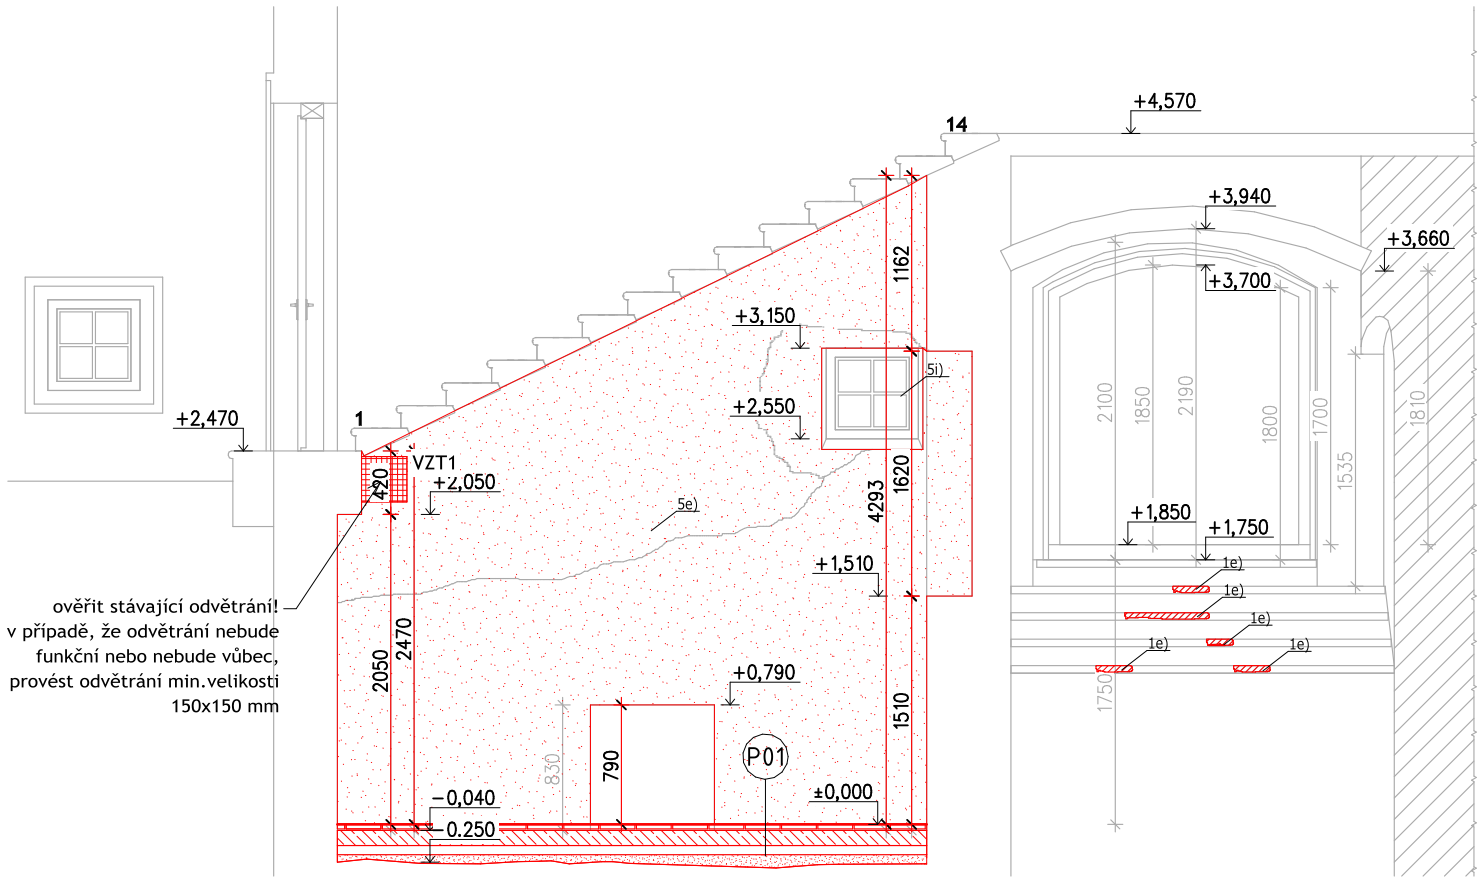 +4,570
14
+3,940
+3,660
+3,700
1162
+3,150
5i)
+2,550
1
+2,470
VZT1
420
+2,050
5e)
1620
4293
2100
1850
2190
1800
1700
1810
1535
+1,850
+1,750
1e)
1e)
1e)
1e)
1e)
+1,510
ověřit stávající odvětrání!
v případě, že odvětrání nebude
funkční nebo nebude vůbec,
provést odvětrání min.velikosti
150x150 mm
2050
2470
+0,790
1750
1510
830
790
P01
±0,000
-0,040
-0.250